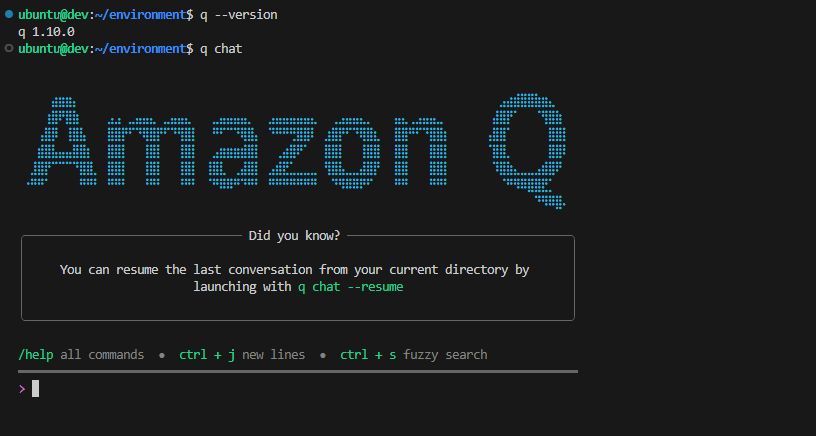 ubuntu@dev:~/environment$ q --version
q 1.10.0
ubuntu@dev:~/environment$ q chat
Amazon Q
Did you know?
You can resume the last conversation from your current directory by
launching with q chat --resume
/help all commands • ctrl + j new lines • ctrl + s fuzzy search
>